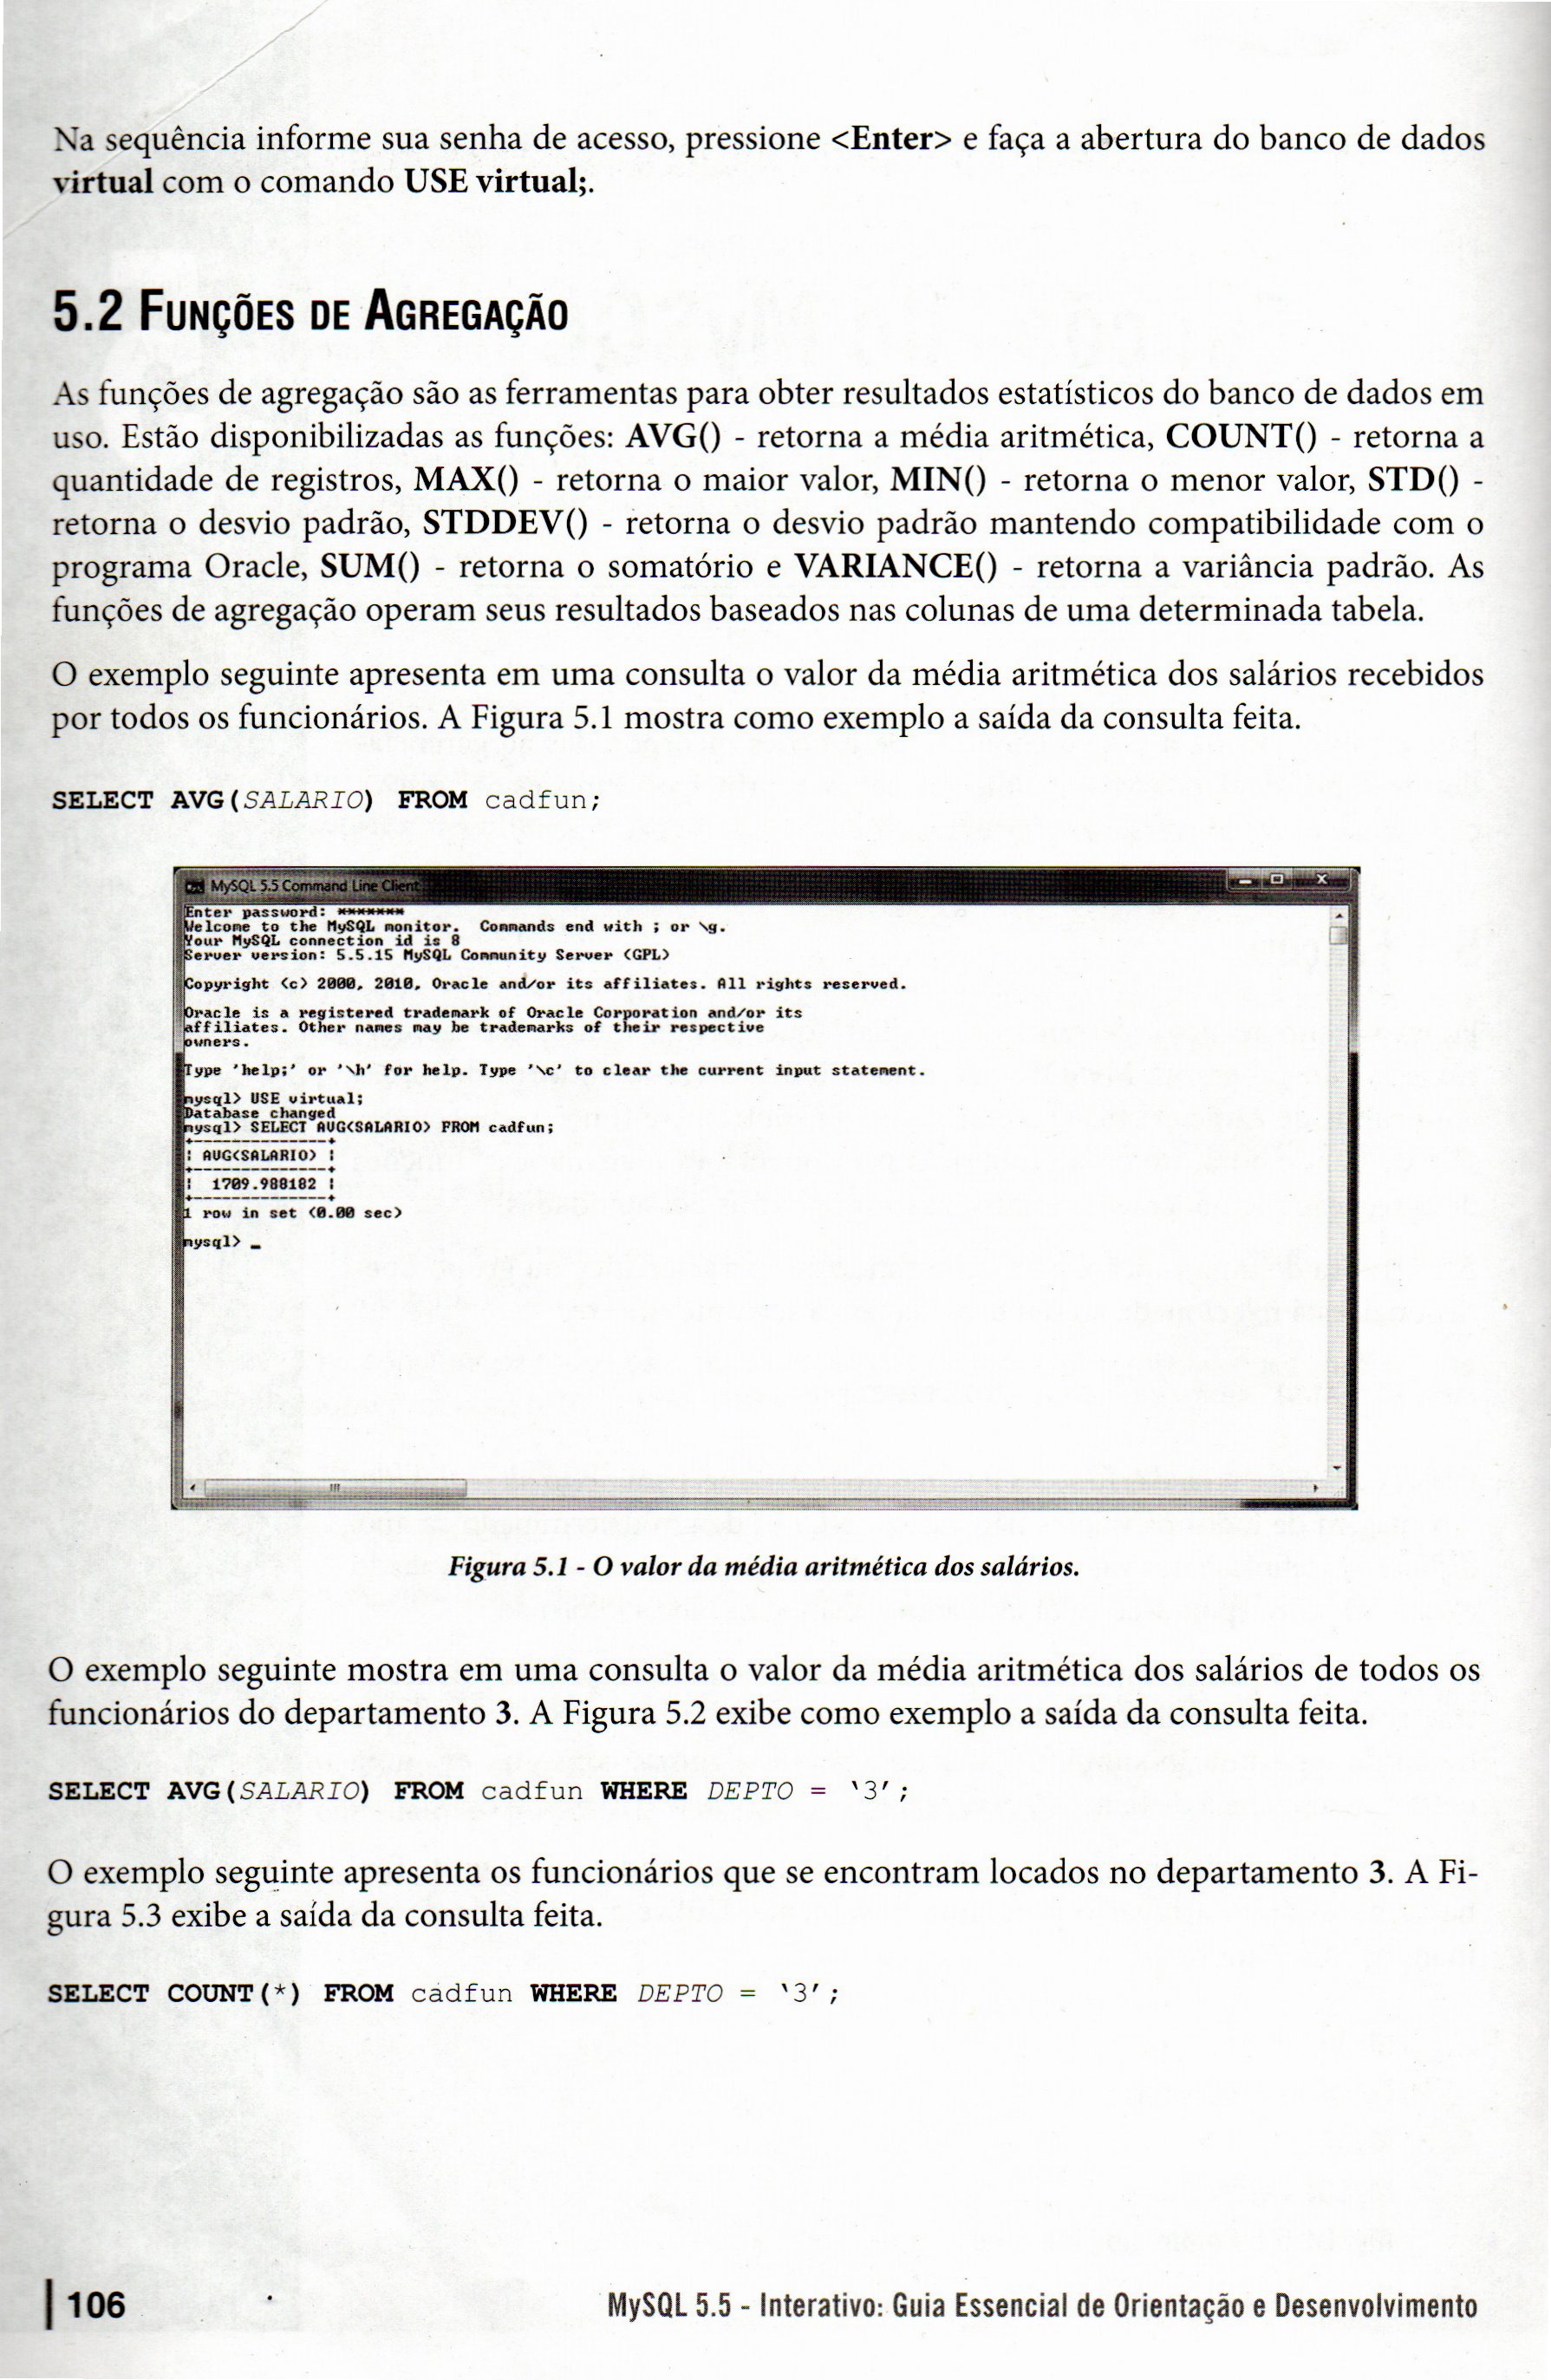 Na sequência informe sua senha de acesso, pressione <Enter> e faça a abertura do banco de dados
virtual com o comando USE virtual;.
5.2 FUNÇÕES DE AGREGAÇÃO
As funções de agregação são as ferramentas para obter resultados estatísticos do banco de dados em
uso. Estão disponibilizadas as funções: AVG() - retorna a média aritmética, COUNT() - retorna a
quantidade de registros, MAX() - retorna o maior valor, MIN() - retorna o menor valor, STD() -
retorna o desvio padrão, STDDEV() - retorna o desvio padrão mantendo compatibilidade com o
programa Oracle, SUM() - retorna o somatório e VARIANCE() - retorna a variância padrão. As
funções de agregação operam seus resultados baseados nas colunas de uma determinada tabela.
O exemplo seguinte apresenta em uma consulta o valor da média aritmética dos salários recebidos
por todos os funcionários. A Figura 5.1 mostra como exemplo a saída da consulta feita.
SELECT AVG(SALARIO) FROM cadfun;
MySQL 5.5 Command Line Client
Enter password: *******
Welcome to the MySQL monitor. Commands end with ; or \g.
Your MySQL connection id is 8
Server version: 5.5.15 MySQL Community Server (GPL)
Copyright (c) 2000, 2010, Oracle and/or its affiliates. All rights reserved.
Oracle is a registered trademark of Oracle Corporation and/or its
affiliates. Other names may be trademarks of their respective
owners.
Type 'help;' or '\h' for help. Type '\c' to clear the current input statement.
mysql> USE virtual;
Database changed
mysql> SELECT AVG(SALARIO) FROM cadfun;
+--------------+
| AVG(SALARIO) |
+--------------+
| 1709.988182 |
+--------------+
1 row in set (0.00 sec)
mysql> _
Figura 5.1 - O valor da média aritmética dos salários.
O exemplo seguinte mostra em uma consulta o valor da média aritmética dos salários de todos os
funcionários do departamento 3. A Figura 5.2 exibe como exemplo a saída da consulta feita.
SELECT AVG(SALARIO) FROM cadfun WHERE DEPTO = '3';
O exemplo seguinte apresenta os funcionários que se encontram locados no departamento 3. A Fi-
gura 5.3 exibe a saída da consulta feita.
SELECT COUNT(*) FROM cadfun WHERE DEPTO = '3';
106
MySQL 5.5 - Interativo: Guia Essencial de Orientação e Desenvolvimento